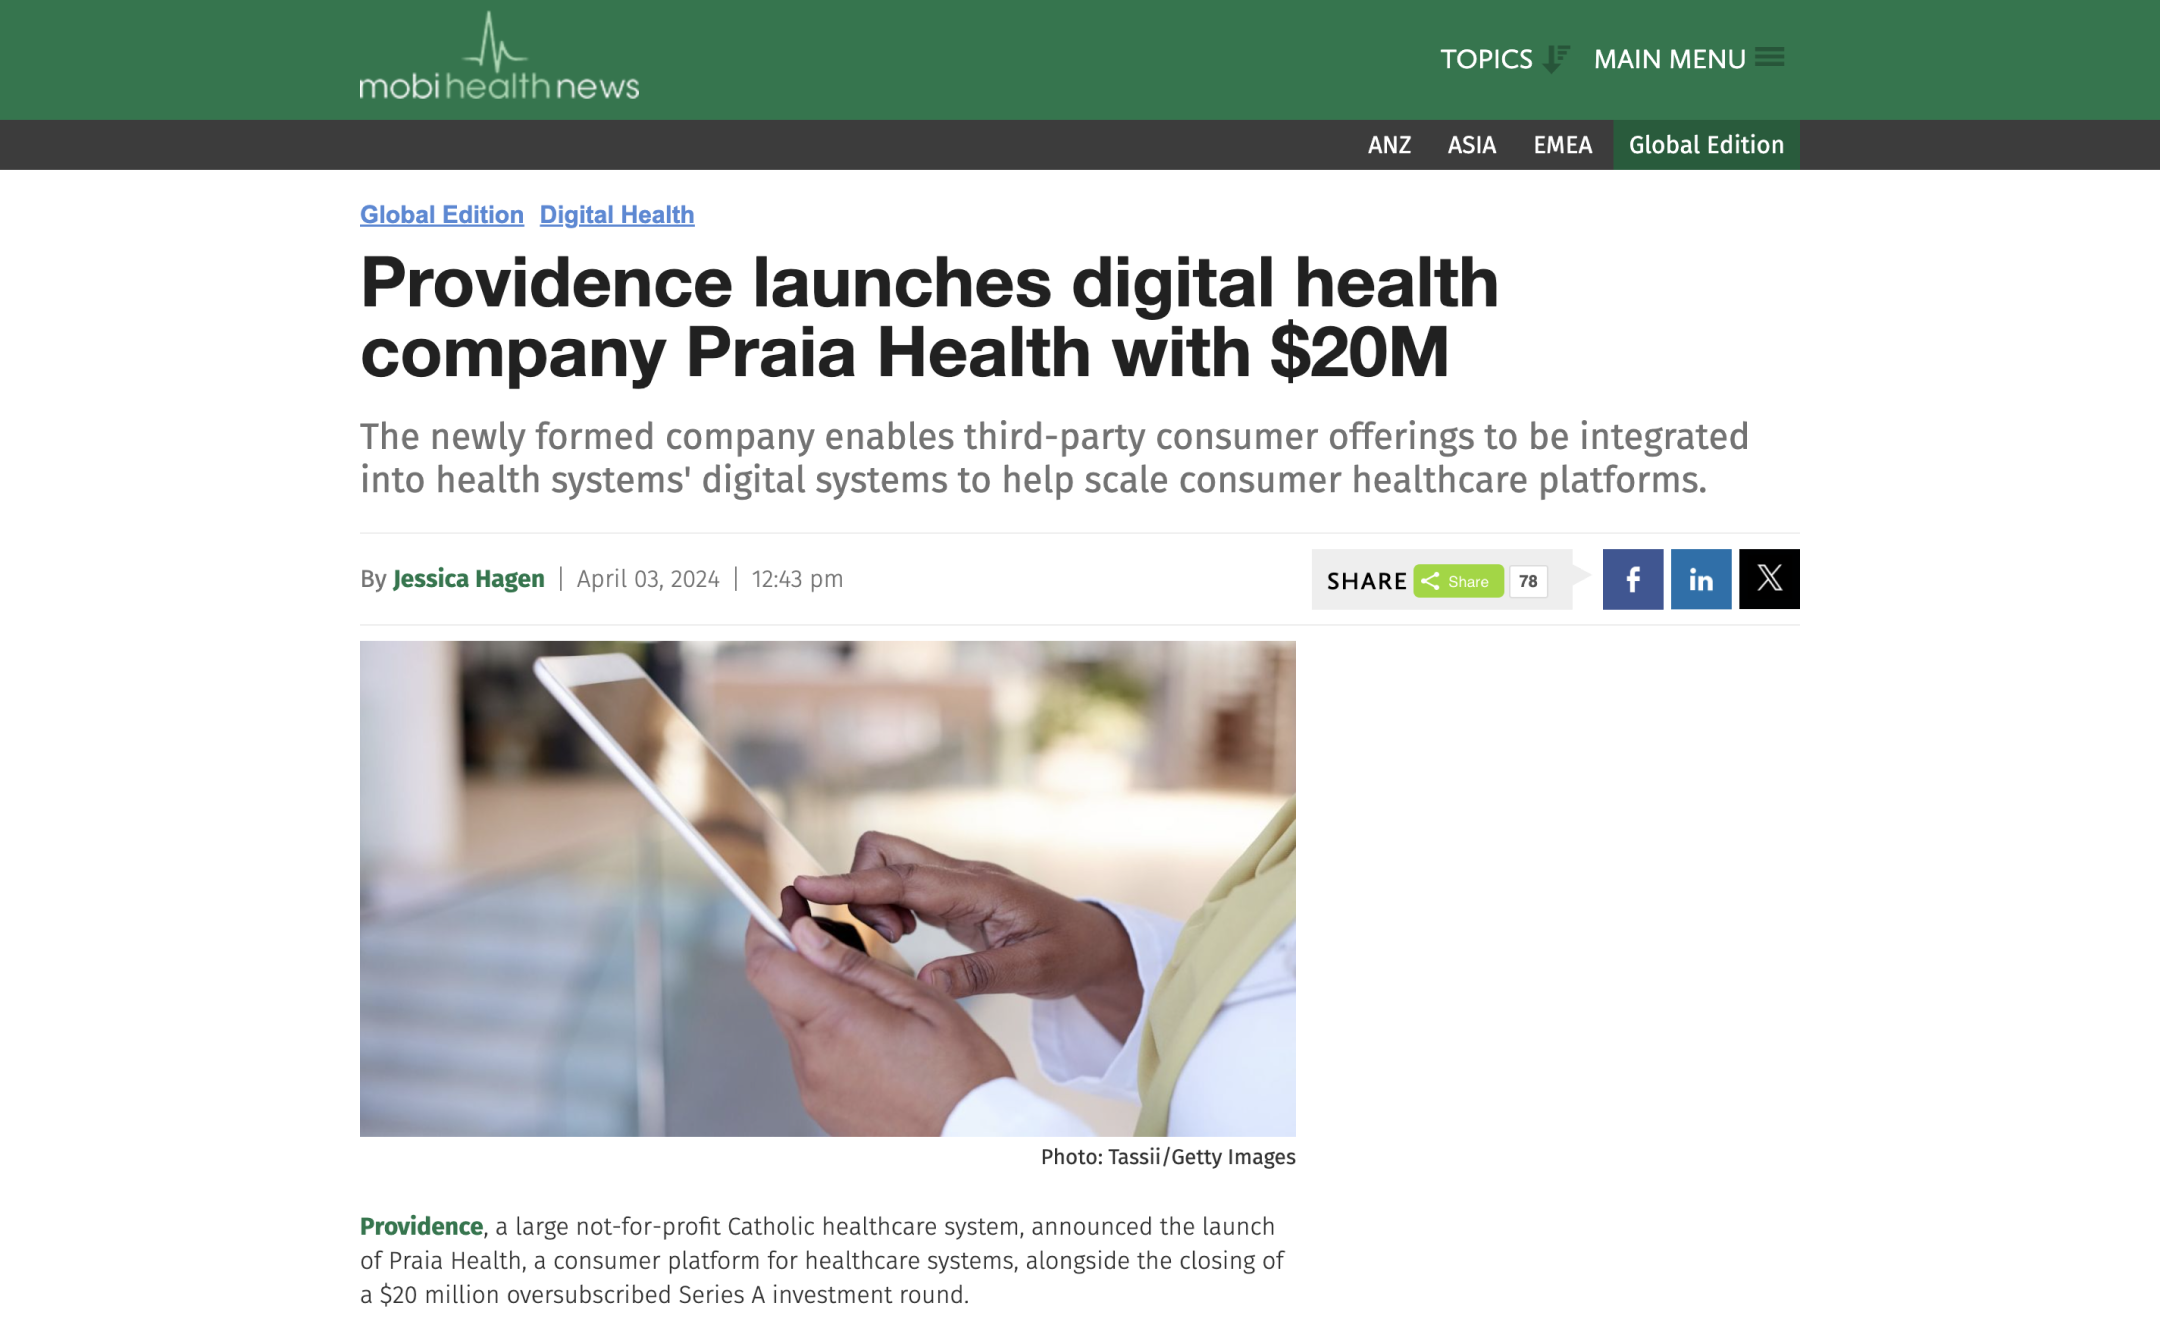 mobihealthnews
TOPICS MAIN MENU
ANZ ASIA EMEA Global Edition
Global Edition Digital Health
Providence launches digital health
company Praia Health with $20M
The newly formed company enables third-party consumer offerings to be integrated
into health systems' digital systems to help scale consumer healthcare platforms.
By Jessica Hagen | April 03, 2024 | 12:43 pm
SHARE Share 78
Photo: Tassii/Getty Images
Providence, a large not-for-profit Catholic healthcare system, announced the launch
of Praia Health, a consumer platform for healthcare systems, alongside the closing of
a $20 million oversubscribed Series A investment round.